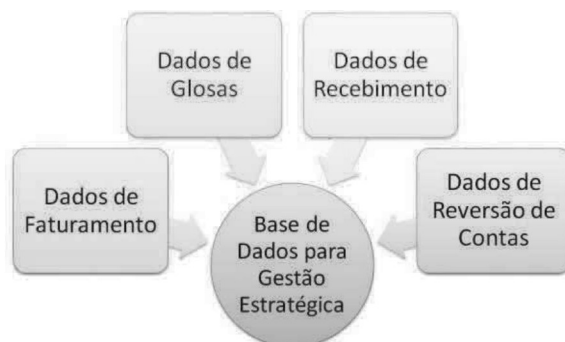 Dados de
Glosas
Dados de
Recebimento
Dados de
Faturamento
Base de
Dados para
Gestão
Estratégica
Dados de
Reversão de
Contas